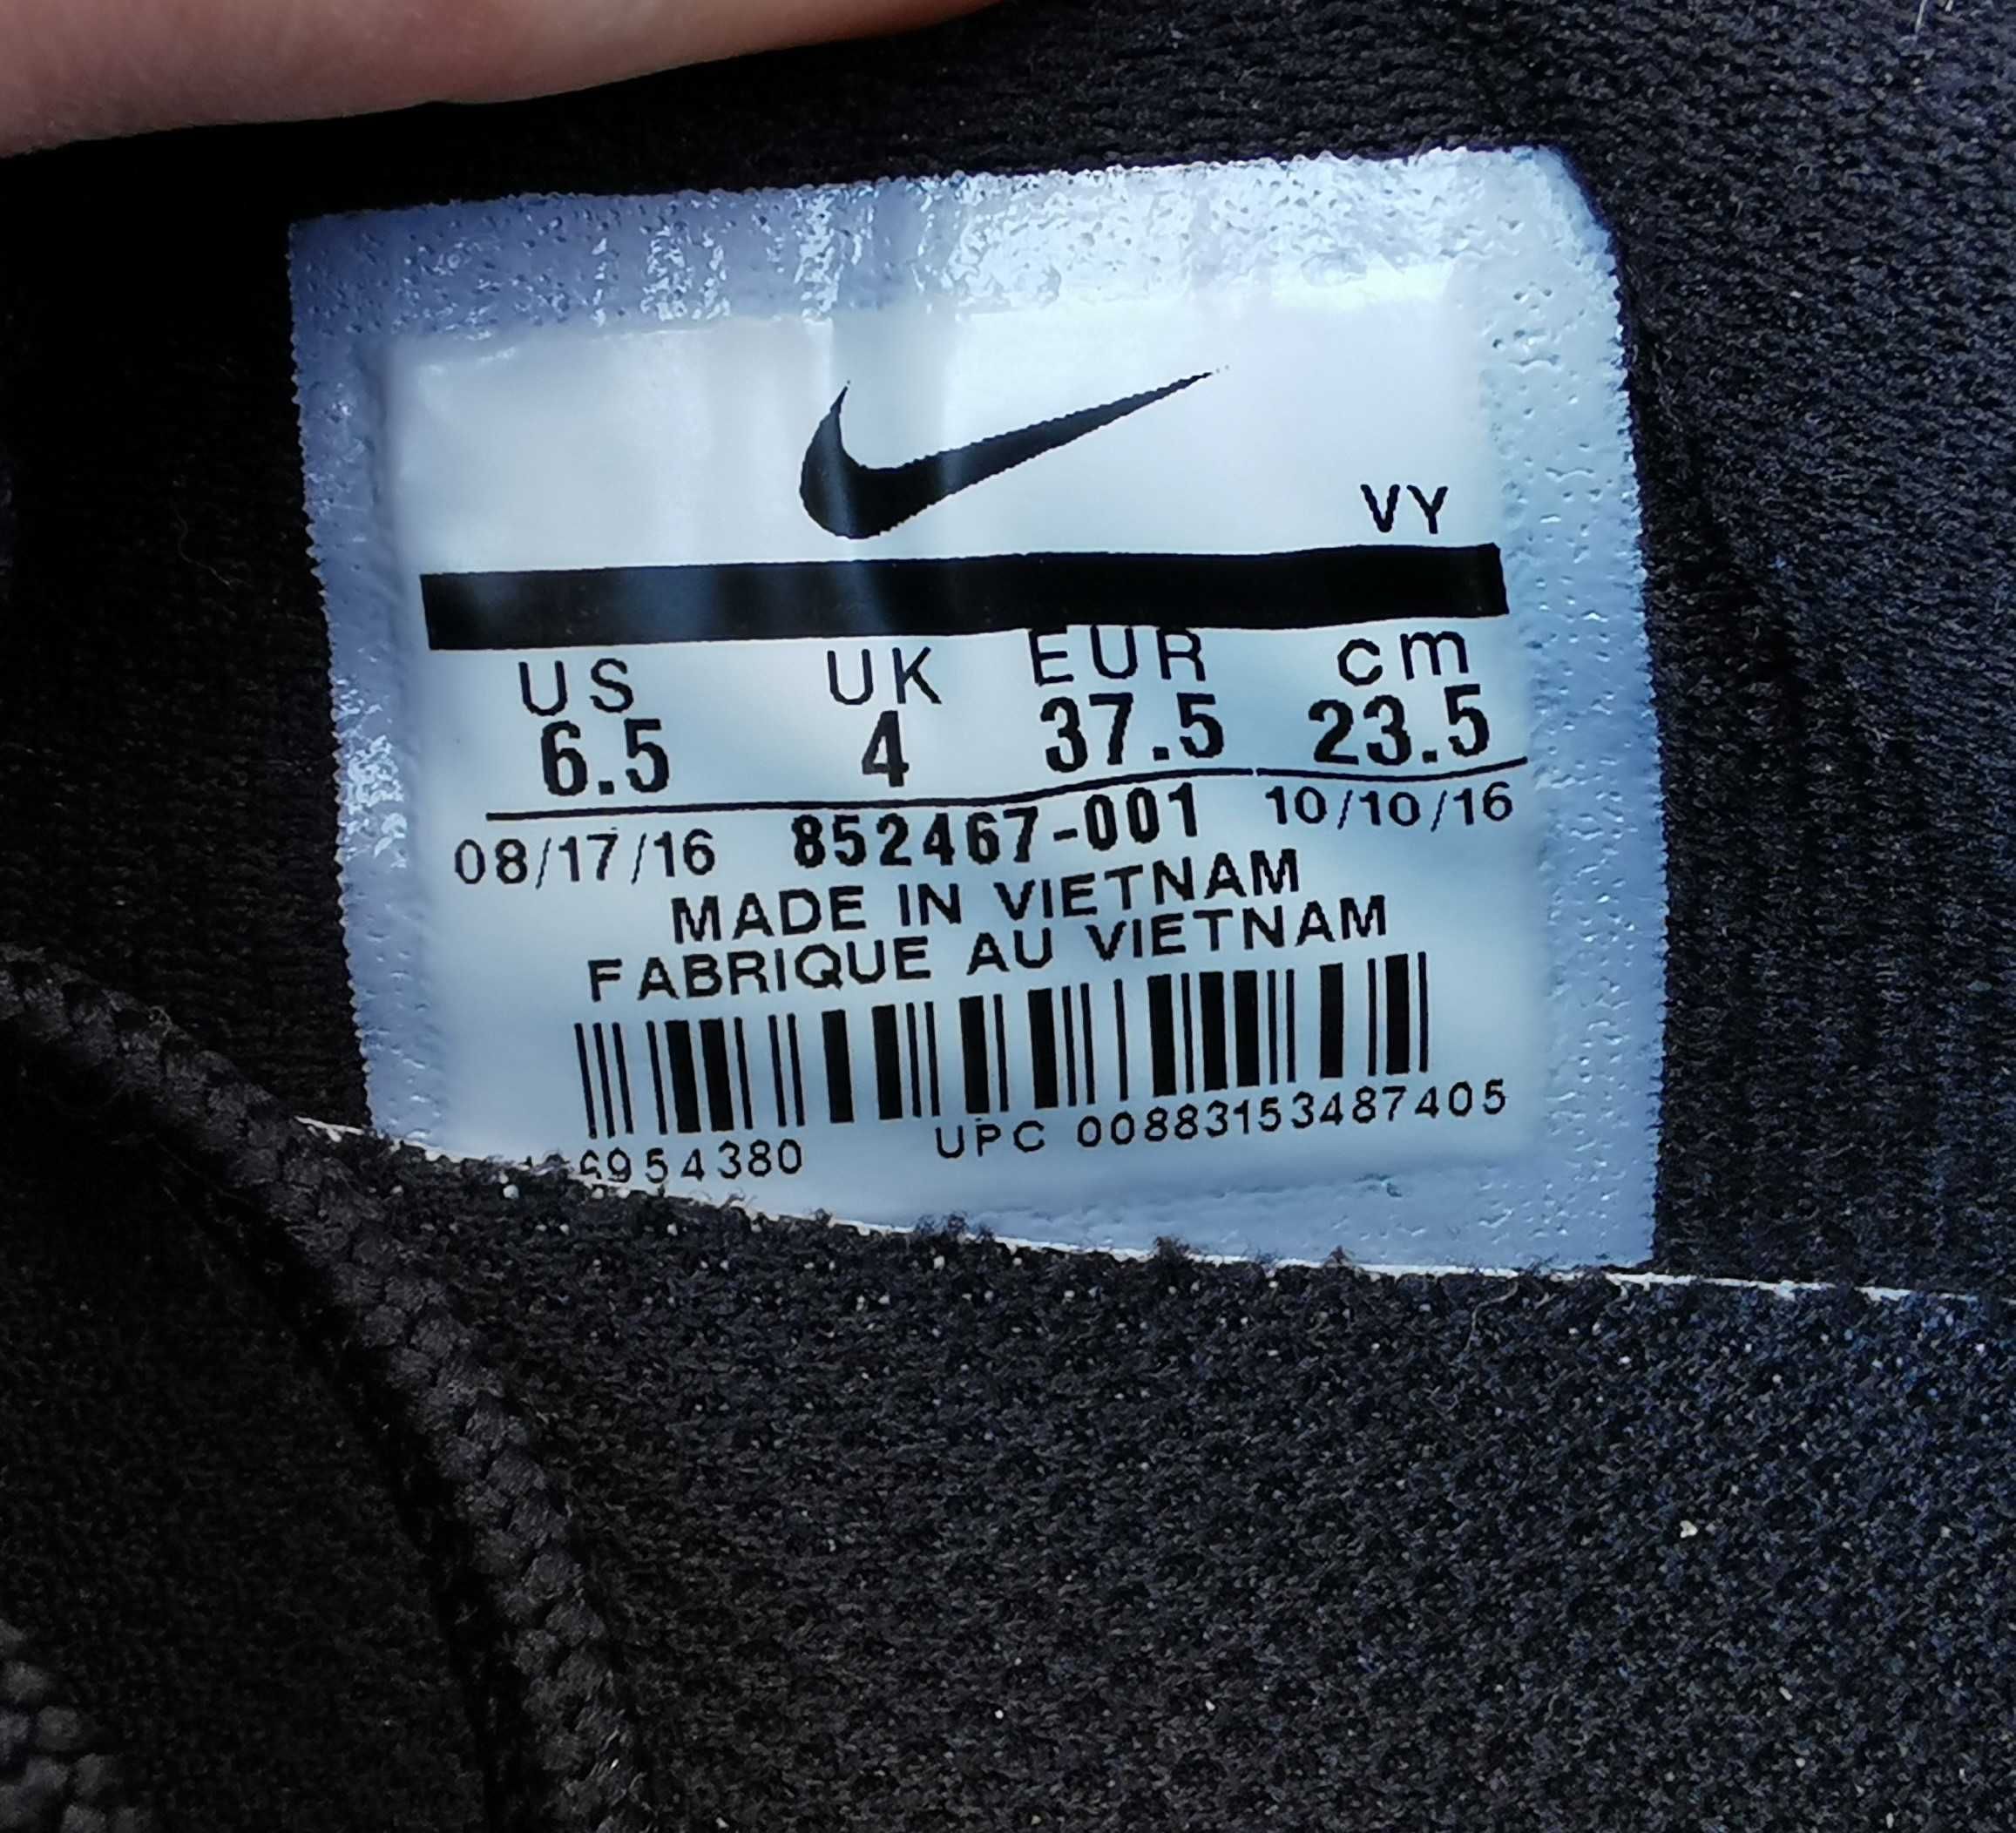 VY
US UK EUR cm
6.5 4 37.5 23.5
08/17/16 852467-001 10/10/16
MADE IN VIETNAM
FABRIQUE AU VIETNAM
UPC 00883153487405